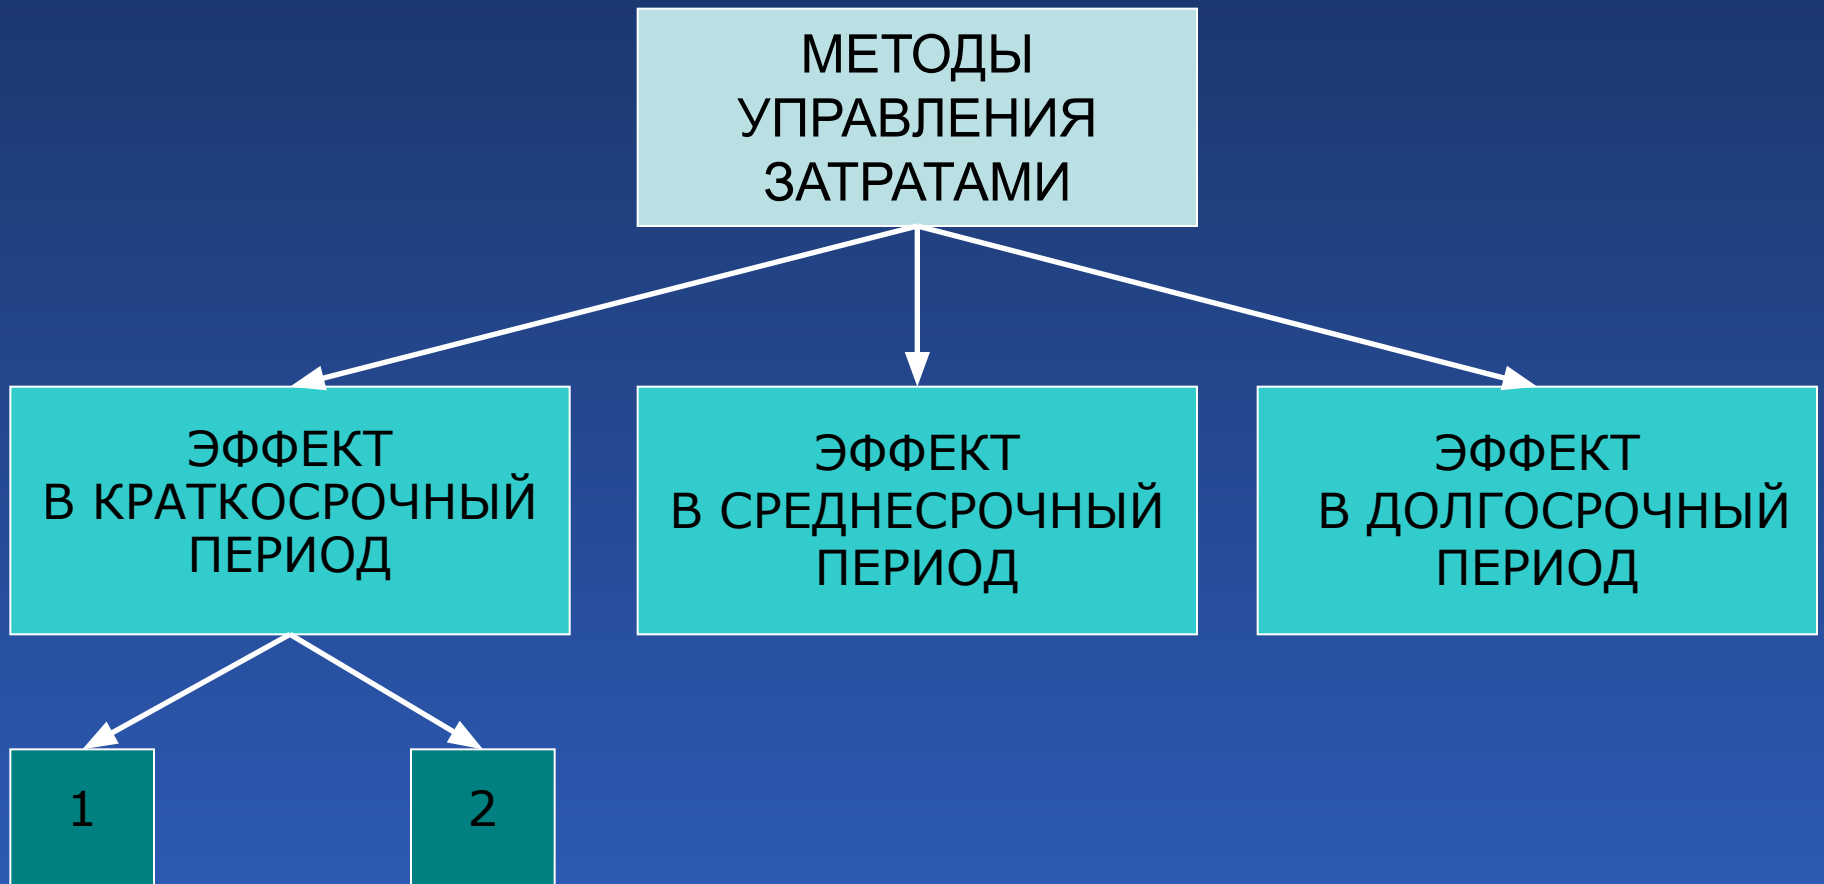 МЕТОДЫ
УПРАВЛЕНИЯ
ЗАТРАТАМИ
ЭФФЕКТ
В КРАТКОСРОЧНЫЙ
ПЕРИОД
ЭФФЕКТ
В СРЕДНЕСРОЧНЫЙ
ПЕРИОД
ЭФФЕКТ
В ДОЛГОСРОЧНЫЙ
ПЕРИОД
1
2